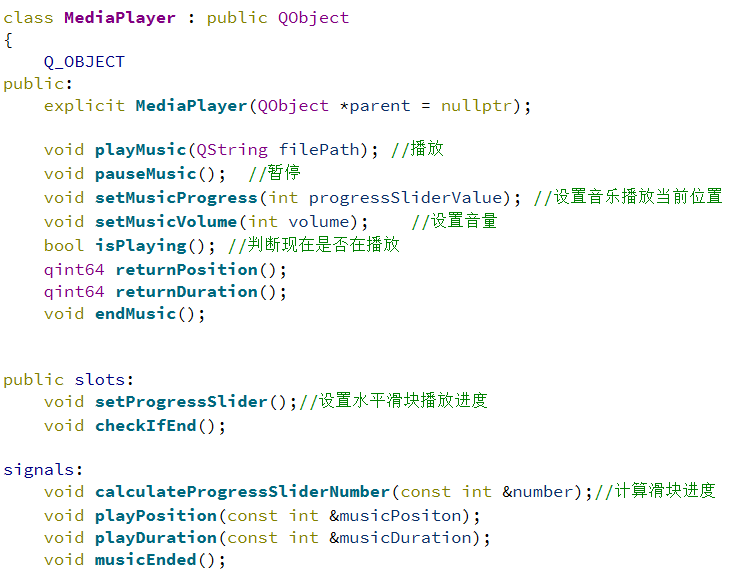 class MediaPlayer : public QObject
{
    Q_OBJECT
public:
    explicit MediaPlayer(QObject *parent = nullptr);
    void playMusic(QString filePath); //播放
    void pauseMusic();  //暂停
    void setMusicProgress(int progressSliderValue); //设置音乐播放当前位置
    void setMusicVolume(int volume);    //设置音量
    bool isPlaying(); //判断现在是否在播放
    qint64 returnPosition();
    qint64 returnDuration();
    void endMusic();
public slots:
    void setProgressSlider();//设置水平滑块播放进度
    void checkIfEnd();
signals:
    void calculateProgressSliderNumber(const int &number);//计算滑块进度
    void playPosition(const int &musicPositon);
    void playDuration(const int &musicDuration);
    void musicEnded();